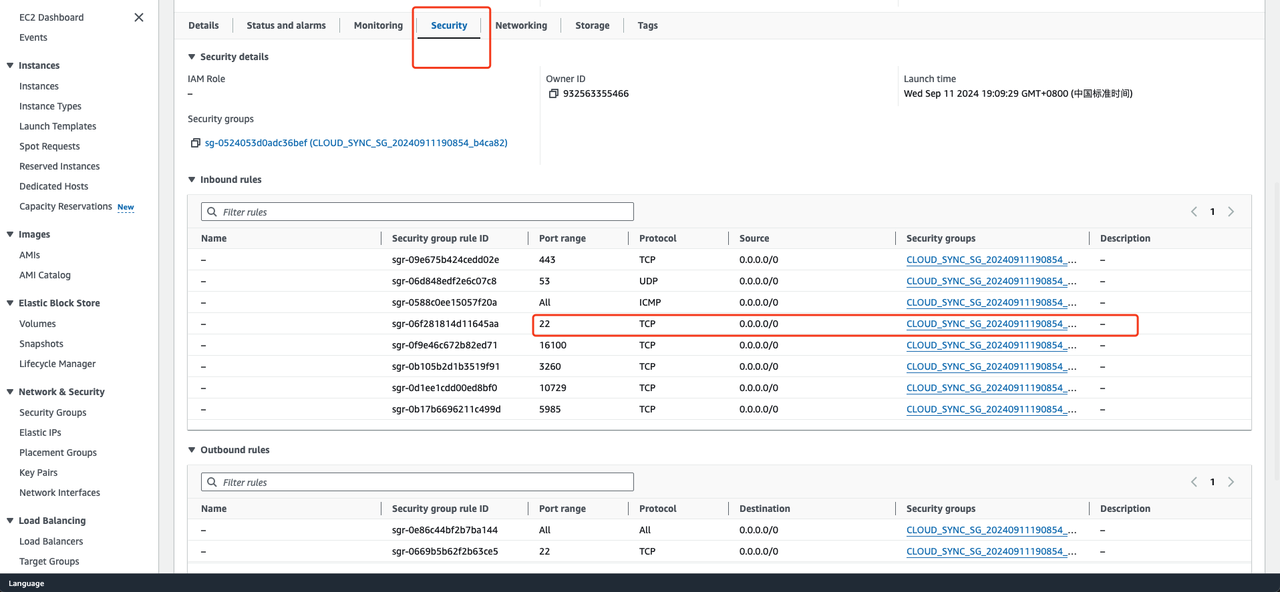 EC2 Dashboard
Events
Instances
Instances
Instance Types
Launch Templates
Spot Requests
Reserved Instances
Dedicated Hosts
Capacity Reservations New
Images
AMIs
AMI Catalog
Elastic Block Store
Volumes
Snapshots
Lifecycle Manager
Network & Security
Security Groups
Elastic IPs
Placement Groups
Key Pairs
Network Interfaces
Load Balancing
Load Balancers
Target Groups
Details Status and alarms Monitoring Security Networking Storage Tags
Security details
IAM Role Owner ID Launch time
– 932563355466 Wed Sep 11 2024 19:09:29 GMT+0800 (中国标准时间)
Security groups
sg-0524053d0adc36bef (CLOUD_SYNC_SG_20240911190854_b4ca82)
Inbound rules
Filter rules 1
Name Security group rule ID Port range Protocol Source Security groups Description
– sgr-09e675b424cedd02e 443 TCP 0.0.0.0/0 CLOUD_SYNC_SG_20240911190854_... –
– sgr-06d848edf2e6c07c8 53 UDP 0.0.0.0/0 CLOUD_SYNC_SG_20240911190854_... –
– sgr-0588c0ee15057f20a All ICMP 0.0.0.0/0 CLOUD_SYNC_SG_20240911190854_... –
– sgr-06f281814d11645aa 22 TCP 0.0.0.0/0 CLOUD_SYNC_SG_20240911190854_... –
– sgr-0f9e46c672b82ed71 16100 TCP 0.0.0.0/0 CLOUD_SYNC_SG_20240911190854_... –
– sgr-0b105b2d1b3519f91 3260 TCP 0.0.0.0/0 CLOUD_SYNC_SG_20240911190854_... –
– sgr-0d1ee1cdd00ed8bf0 10729 TCP 0.0.0.0/0 CLOUD_SYNC_SG_20240911190854_... –
– sgr-0b17b6696211c499d 5985 TCP 0.0.0.0/0 CLOUD_SYNC_SG_20240911190854_... –
Outbound rules
Filter rules 1
Name Security group rule ID Port range Protocol Destination Security groups Description
– sgr-0e86c44bf2b7ba144 All All 0.0.0.0/0 CLOUD_SYNC_SG_20240911190854_... –
– sgr-0669b5b62f2b63ce5 22 TCP 0.0.0.0/0 CLOUD_SYNC_SG_20240911190854_... –
Language